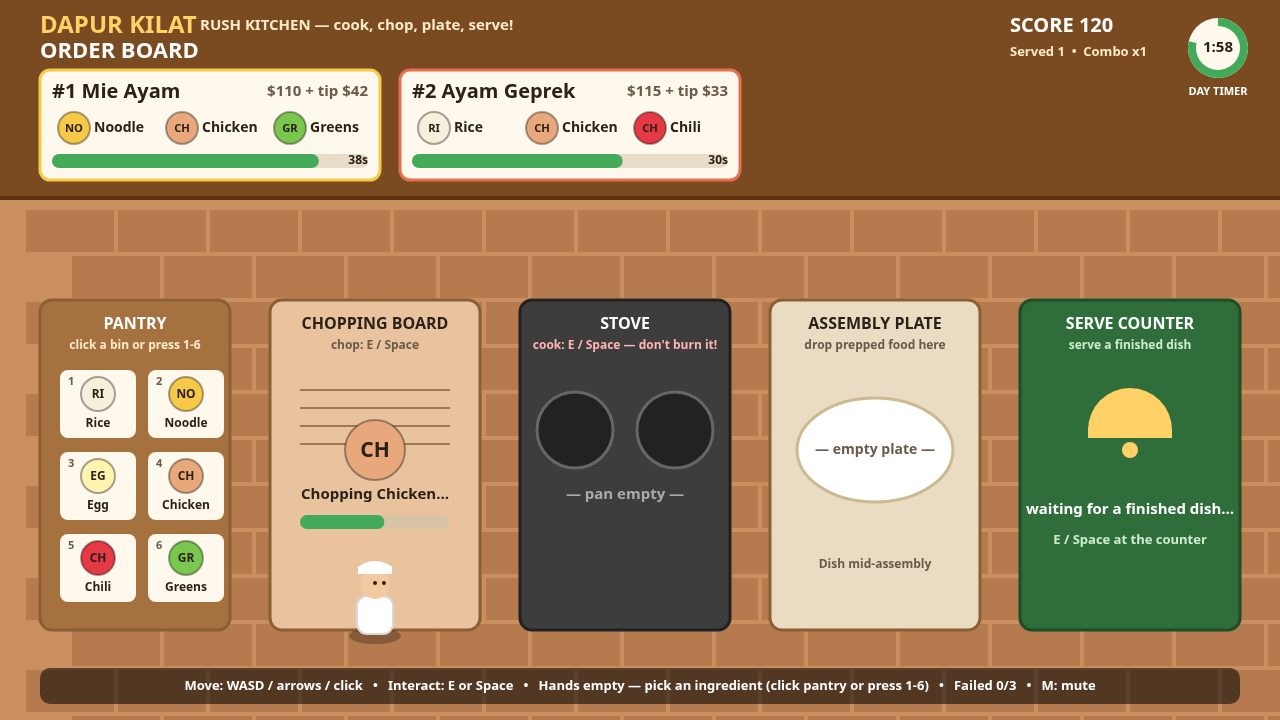 DAPUR KILAT RUSH KITCHEN — cook, chop, plate, serve!
ORDER BOARD
SCORE 120
Served 1 • Combo x1
1:58
DAY TIMER
#1 Mie Ayam $110 + tip $42
NO Noodle CH Chicken GR Greens
38s
#2 Ayam Geprek $115 + tip $33
RI Rice CH Chicken CH Chili
30s
PANTRY
click a bin or press 1-6
1 RI Rice
2 NO Noodle
3 EG Egg
4 CH Chicken
5 CH Chili
6 GR Greens
CHOPPING BOARD
chop: E / Space
CH
Chopping Chicken...
STOVE
cook: E / Space — don't burn it!
— pan empty —
ASSEMBLY PLATE
drop prepped food here
— empty plate —
Dish mid-assembly
SERVE COUNTER
serve a finished dish
waiting for a finished dish...
E / Space at the counter
Move: WASD / arrows / click • Interact: E or Space • Hands empty — pick an ingredient (click pantry or press 1-6) • Failed 0/3 • M: mute